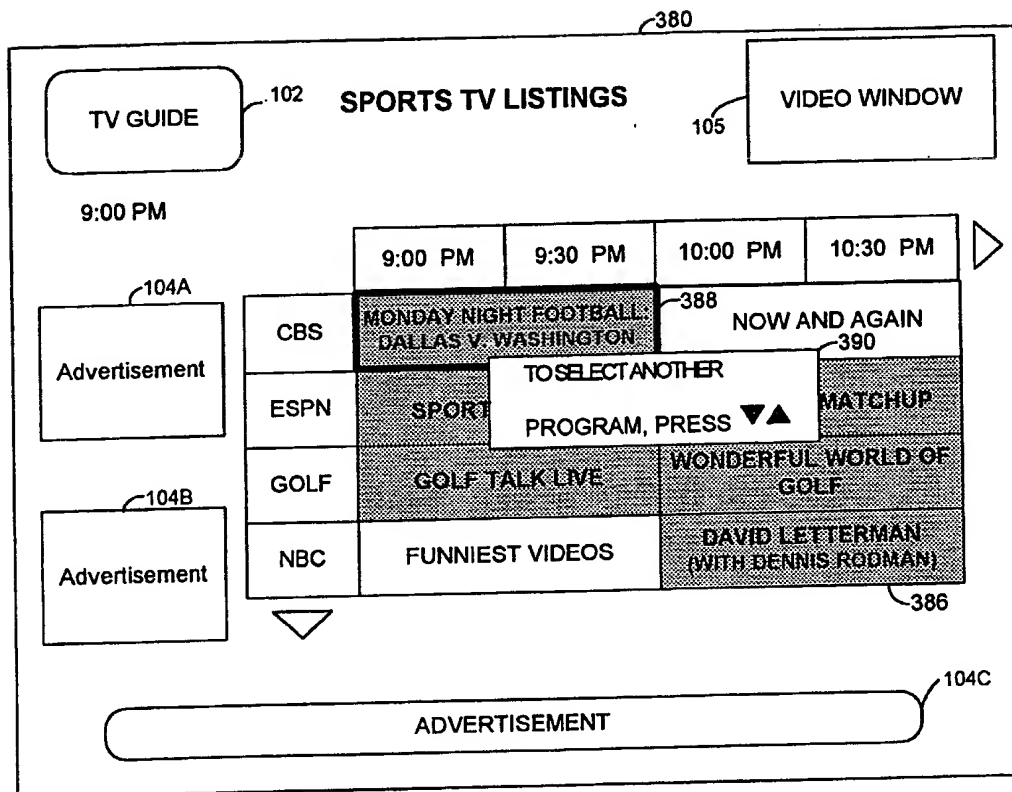 380
TV GUIDE
102
SPORTS TV LISTINGS
105
VIDEO WINDOW
9:00 PM
9:00 PM
9:30 PM
10:00 PM
10:30 PM
104A
Advertisement
CBS
MONDAY NIGHT FOOTBALL:
DALLAS V. WASHINGTON
388
NOW AND AGAIN
390
TO SELECT ANOTHER
PROGRAM, PRESS ▼▲
ESPN
SPORT
MATCHUP
GOLF
GOLF TALK LIVE
WONDERFUL WORLD OF
GOLF
104B
Advertisement
NBC
FUNNIEST VIDEOS
DAVID LETTERMAN
(WITH DENNIS RODMAN)
386
104C
ADVERTISEMENT